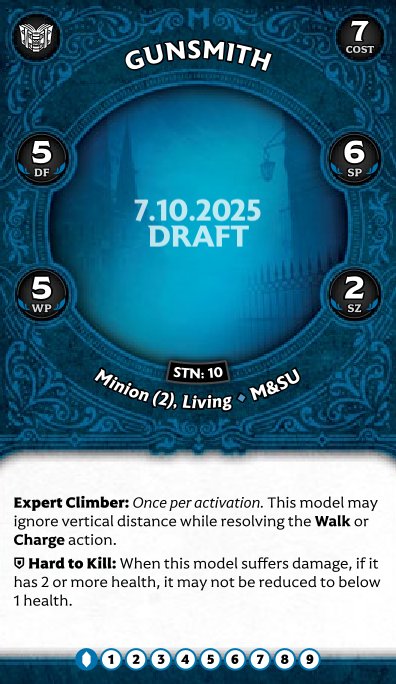 GUNSMITH
7
COST
5
DF
6
SP
7.10.2025
DRAFT
5
WP
2
SZ
STN: 10
Minion (2), Living ♦ M&SU
Expert Climber: Once per activation. This model may
ignore vertical distance while resolving the Walk or
Charge action.
Hard to Kill: When this model suffers damage, if it
has 2 or more health, it may not be reduced to below
1 health.
1 2 3 4 5 6 7 8 9